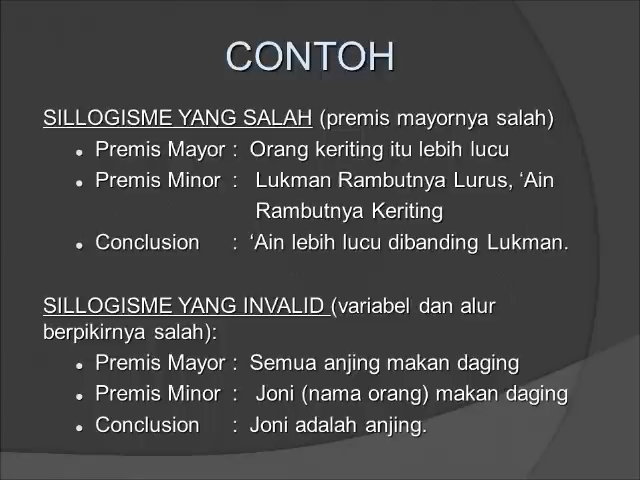 CONTOH
SILLOGISME YANG SALAH (premis mayornya salah)
● Premis Mayor : Orang keriting itu lebih lucu
● Premis Minor : Lukman Rambutnya Lurus, ‘Ain
Rambutnya Keriting
● Conclusion : ‘Ain lebih lucu dibanding Lukman.
SILLOGISME YANG INVALID (variabel dan alur
berpikirnya salah):
● Premis Mayor : Semua anjing makan daging
● Premis Minor : Joni (nama orang) makan daging
● Conclusion : Joni adalah anjing.